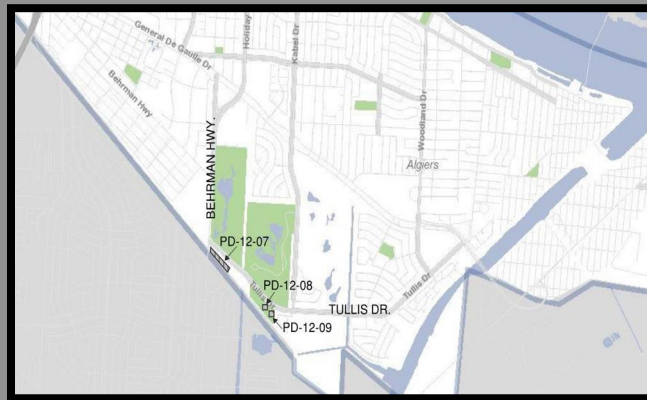 General De Gaulle Dr
Holiday
Kabel Dr
Behrman Hwy
BEHRMAN HWY.
Woodland Dr
Algiers
PD-12-07
Tullis Dr
PD-12-08
TULLIS DR.
Tullis Dr
PD-12-09